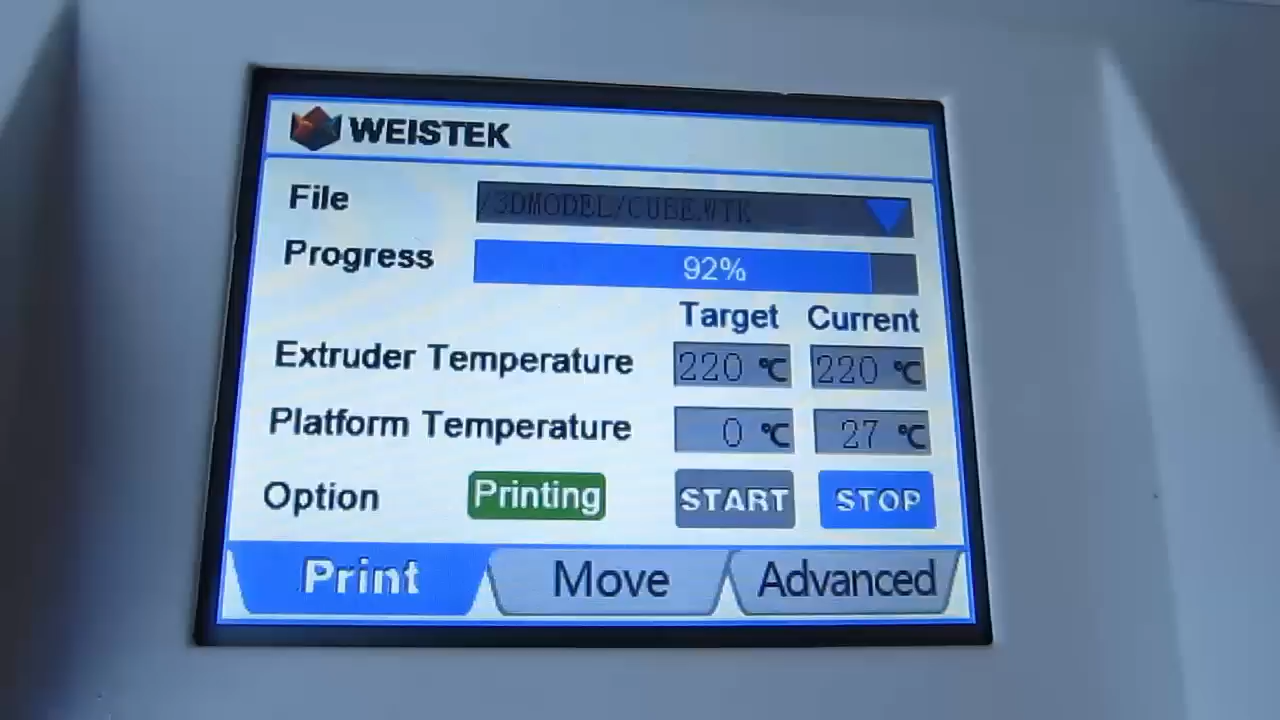 WEISTEK
File /3DMODEL/CUBE.WTK
Progress 92%
Target Current
Extruder Temperature 220 ℃ 220 ℃
Platform Temperature 0 ℃ 27 ℃
Option Printing START STOP
Print Move Advanced